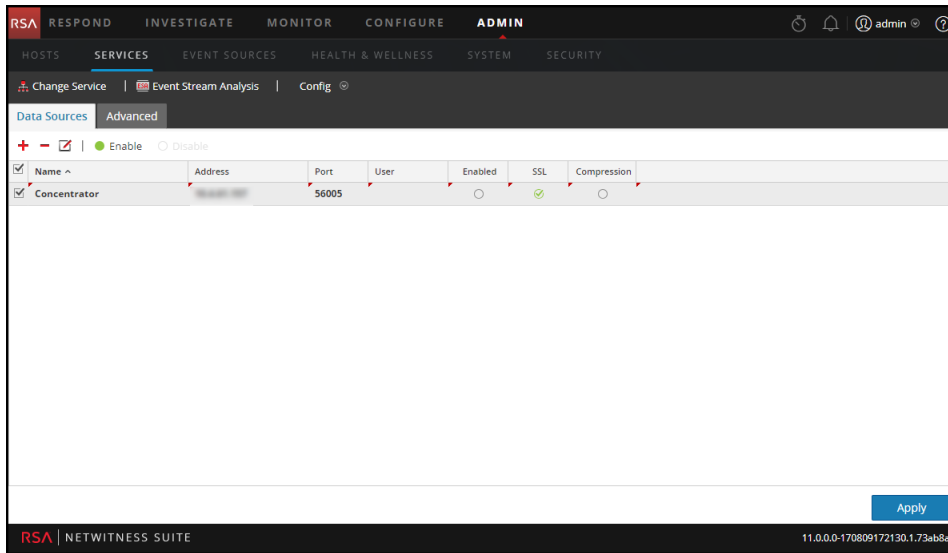 RSA RESPOND INVESTIGATE MONITOR CONFIGURE ADMIN admin
HOSTS SERVICES EVENT SOURCES HEALTH & WELLNESS SYSTEM SECURITY
Change Service | Event Stream Analysis | Config
Data Sources Advanced
Enable Disable
Name Address Port User Enabled SSL Compression
Concentrator 56005
Apply
RSA | NETWITNESS SUITE 11.0.0.0-170809172130.1.73ab8